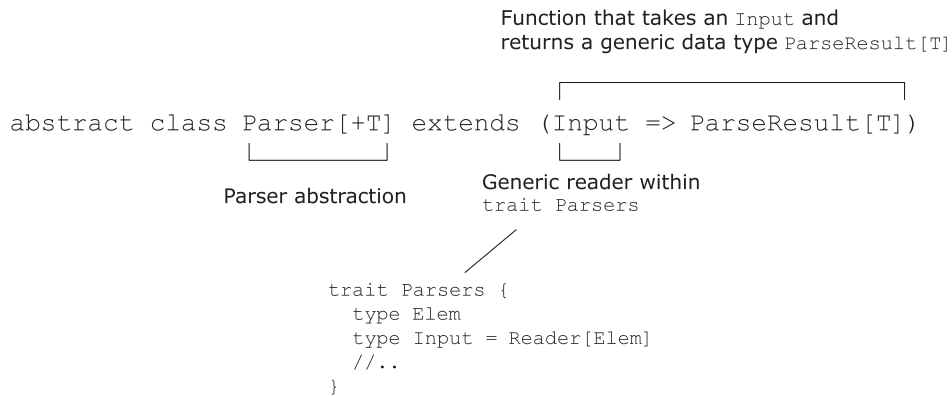 Function that takes an Input and
returns a generic data type ParseResult[T]
abstract class Parser[+T] extends (Input => ParseResult[T])
Parser abstraction
Generic reader within
trait Parsers
trait Parsers {
  type Elem
  type Input = Reader[Elem]
  //..
}